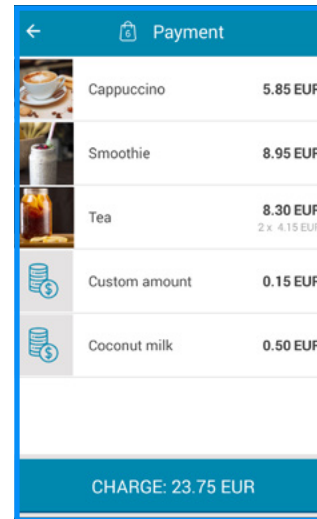 6 Payment
Cappuccino 5.85 EUR
Smoothie 8.95 EUR
Tea 8.30 EUR
2 x 4.15 EUR
Custom amount 0.15 EUR
Coconut milk 0.50 EUR
CHARGE: 23.75 EUR